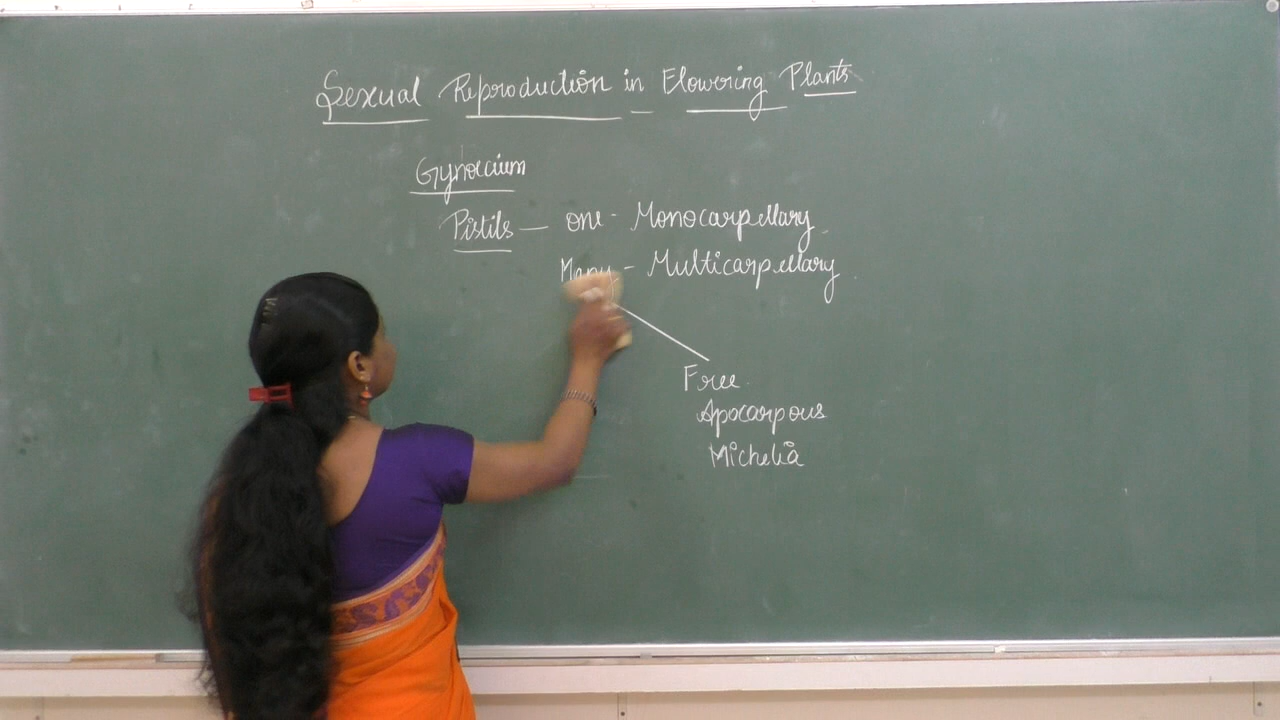 Sexual Reproduction in Flowering Plants
Gynoecium
Pistils — one - Monocarpellary
Many - Multicarpellary
Free
Apocarpous
Michelia